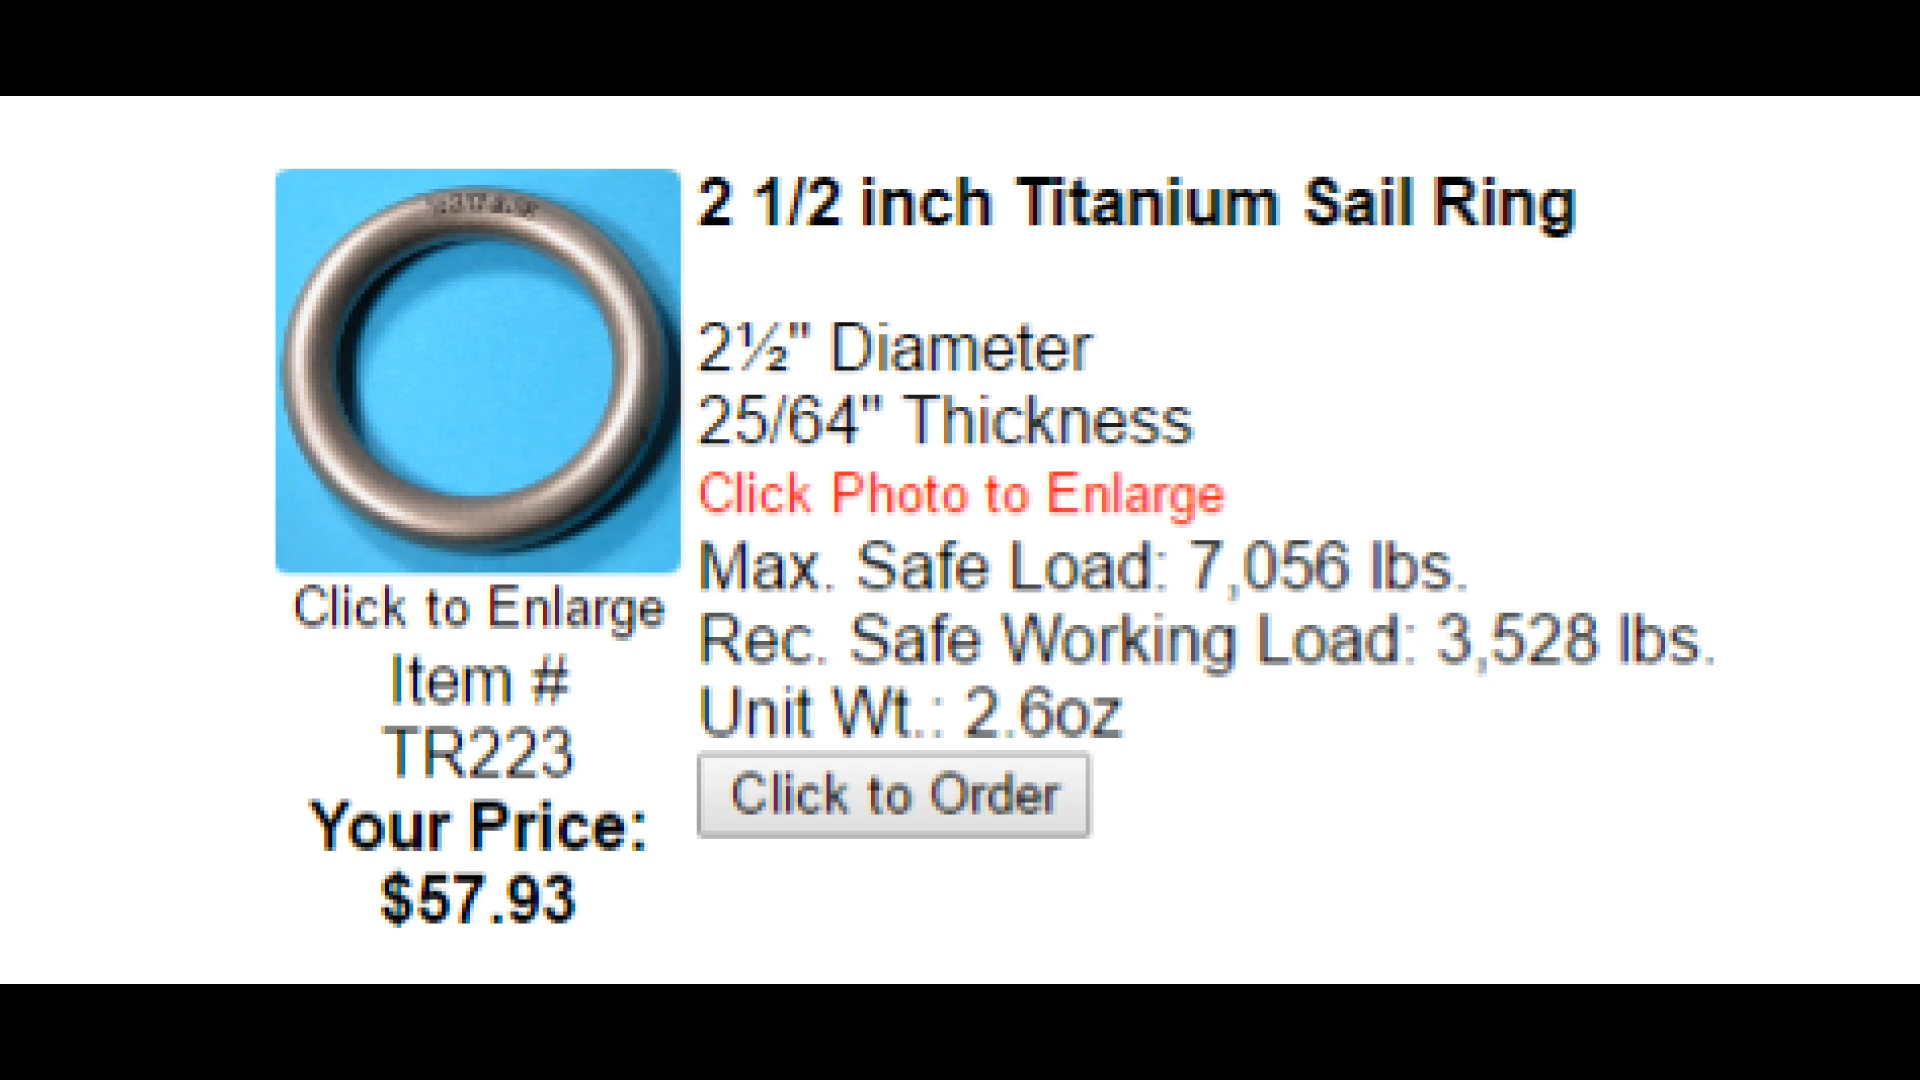 2 1/2 inch Titanium Sail Ring
2½" Diameter
25/64" Thickness
Click Photo to Enlarge
Max. Safe Load: 7,056 lbs.
Rec. Safe Working Load: 3,528 lbs.
Unit Wt.: 2.6oz
Click to Order
Click to Enlarge
Item #
TR223
Your Price:
$57.93